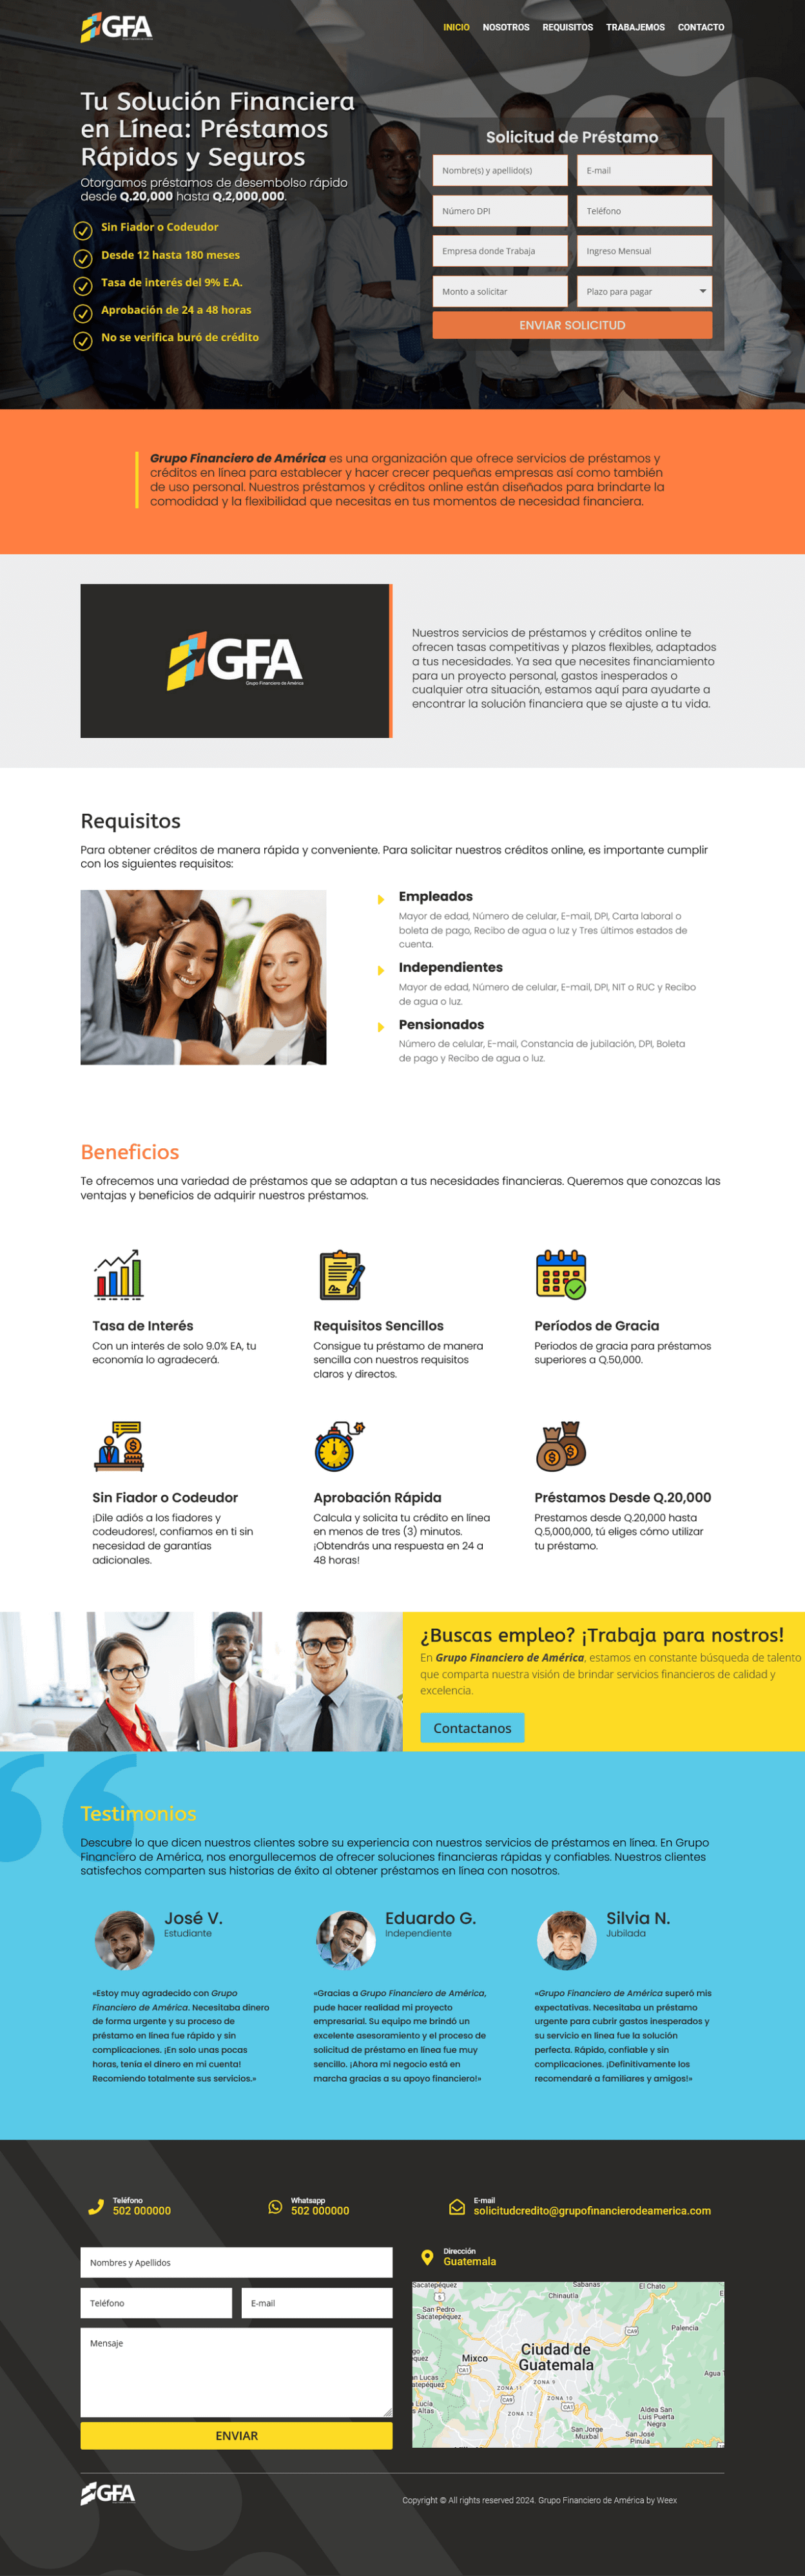 GFA
INICIO NOSOTROS REQUISITOS TRABAJEMOS CONTACTO
Tu Solución Financiera
en Línea: Préstamos
Rápidos y Seguros
Otorgamos préstamos de desembolso rápido
desde Q.20,000 hasta Q.2,000,000.
Sin Fiador o Codeudor
Desde 12 hasta 180 meses
Tasa de interés del 9% E.A.
Aprobación de 24 a 48 horas
No se verifica buró de crédito
Solicitud de Préstamo
Nombre(s) y apellido(s) E-mail
Número DPI Teléfono
Empresa donde Trabaja Ingreso Mensual
Monto a solicitar Plazo para pagar
ENVIAR SOLICITUD
Grupo Financiero de América es una organización que ofrece servicios de préstamos y
créditos en línea para establecer y hacer crecer pequeñas empresas así como también
de uso personal. Nuestros préstamos y créditos online están diseñados para brindarte la
comodidad y la flexibilidad que necesitas en tus momentos de necesidad financiera.
GFA
Grupo Financiero de América
Nuestros servicios de préstamos y créditos online te
ofrecen tasas competitivas y plazos flexibles, adaptados
a tus necesidades. Ya sea que necesites financiamiento
para un proyecto personal, gastos inesperados o
cualquier otra situación, estamos aquí para ayudarte a
encontrar la solución financiera que se ajuste a tu vida.
Requisitos
Para obtener créditos de manera rápida y conveniente. Para solicitar nuestros créditos online, es importante cumplir
con los siguientes requisitos:
Empleados
Mayor de edad, Número de celular, E-mail, DPI, Carta laboral o
boleta de pago, Recibo de agua o luz y Tres últimos estados de
cuenta.
Independientes
Mayor de edad, Número de celular, E-mail, DPI, NIT o RUC y Recibo
de agua o luz.
Pensionados
Número de celular, E-mail, Constancia de jubilación, DPI, Boleta
de pago y Recibo de agua o luz.
Beneficios
Te ofrecemos una variedad de préstamos que se adaptan a tus necesidades financieras. Queremos que conozcas las
ventajas y beneficios de adquirir nuestros préstamos.
Tasa de Interés
Con un interés de solo 9.0% EA, tu
economía lo agradecerá.
Requisitos Sencillos
Consigue tu préstamo de manera
sencilla con nuestros requisitos
claros y directos.
Períodos de Gracia
Periodos de gracia para préstamos
superiores a Q.50,000.
Sin Fiador o Codeudor
¡Dile adiós a los fiadores y
codeudores!, confiamos en ti sin
necesidad de garantías
adicionales.
Aprobación Rápida
Calcula y solicita tu crédito en línea
en menos de tres (3) minutos.
¡Obtendrás una respuesta en 24 a
48 horas!
Préstamos Desde Q.20,000
Prestamos desde Q.20,000 hasta
Q.5,000,000, tú eliges cómo utilizar
tu préstamo.
¿Buscas empleo? ¡Trabaja para nostros!
En Grupo Financiero de América, estamos en constante búsqueda de talento
que comparta nuestra visión de brindar servicios financieros de calidad y
excelencia.
Contactanos
Testimonios
Descubre lo que dicen nuestros clientes sobre su experiencia con nuestros servicios de préstamos en línea. En Grupo
Financiero de América, nos enorgullecemos de ofrecer soluciones financieras rápidas y confiables. Nuestros clientes
satisfechos comparten sus historias de éxito al obtener préstamos en línea con nosotros.
José V.
Estudiante
«Estoy muy agradecido con Grupo
Financiero de América. Necesitaba dinero
de forma urgente y su proceso de
préstamo en línea fue rápido y sin
complicaciones. ¡En solo unas pocas
horas, tenía el dinero en mi cuenta!
Recomiendo totalmente sus servicios.»
Eduardo G.
Independiente
«Gracias a Grupo Financiero de América,
pude hacer realidad mi proyecto
empresarial. Su equipo me brindó un
excelente asesoramiento y el proceso de
solicitud de préstamo en línea fue muy
sencillo. ¡Ahora mi negocio está en
marcha gracias a su apoyo financiero!»
Silvia N.
Jubilada
«Grupo Financiero de América superó mis
expectativas. Necesitaba un préstamo
urgente para cubrir gastos inesperados y
su servicio en línea fue la solución
perfecta. Rápido, confiable y sin
complicaciones. ¡Definitivamente los
recomendaré a familiares y amigos!»
Teléfono
502 000000
Whatsapp
502 000000
E-mail
solicitudcredito@grupofinancierodeamerica.com
Nombres y Apellidos
Teléfono E-mail
Mensaje
ENVIAR
Dirección
Guatemala
Sacatepéquez Sabanas El Chato
5 Chinautla
San Pedro
Sacatepéquez
CA9 Palencia
Ciudad de
Guatemala
Mixco
CA1
Agua
ZONA 11 ZONA 9
ZONA 10
CA9 CA1
ZONA 12
Aldea San
Luis Puerta
Negra
San Jorge
Muxbal
San José
Pinula
GFA
Copyright © All rights reserved 2024. Grupo Financiero de América by Weex